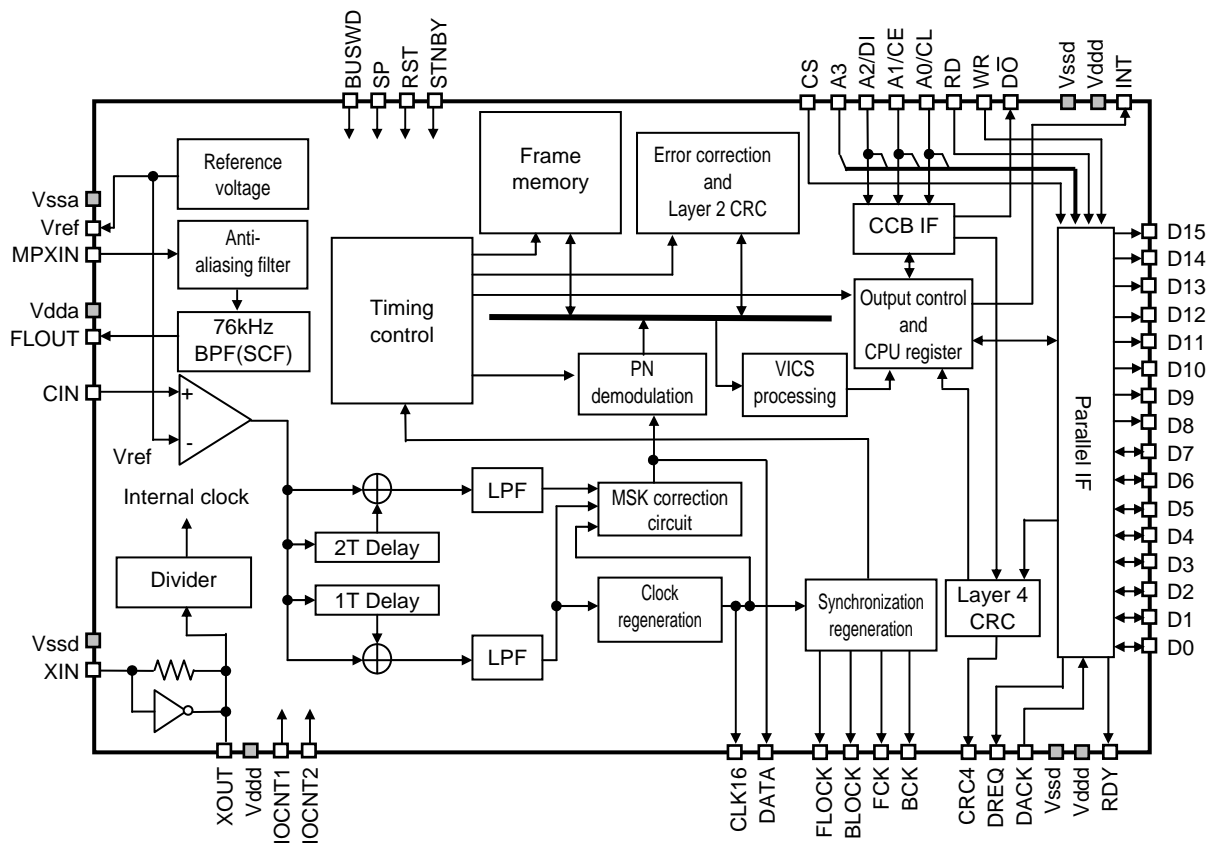 BUSWD
SP
RST
STNBY
CS
A3
A2/DI
A1/CE
A0/CL
RD
WR
DO
Vssd
Vddd
INT
Vssa
Vref
MPXIN
Vdda
FLOUT
CIN
Vssd
XIN
Reference
voltage
Anti-
aliasing filter
76kHz
BPF(SCF)
+
-
Vref
Internal clock
Divider
Frame
memory
Error correction
and
Layer 2 CRC
Timing
control
CCB IF
Output control
and
CPU register
PN
demodulation
VICS
processing
LPF
MSK correction
circuit
2T Delay
1T Delay
LPF
Clock
regeneration
Synchronization
regeneration
Layer 4
CRC
Parallel IF
D15
D14
D13
D12
D11
D10
D9
D8
D7
D6
D5
D4
D3
D2
D1
D0
XOUT
Vddd
IOCNT1
IOCNT2
CLK16
DATA
FLOCK
BLOCK
FCK
BCK
CRC4
DREQ
DACK
Vssd
Vddd
RDY